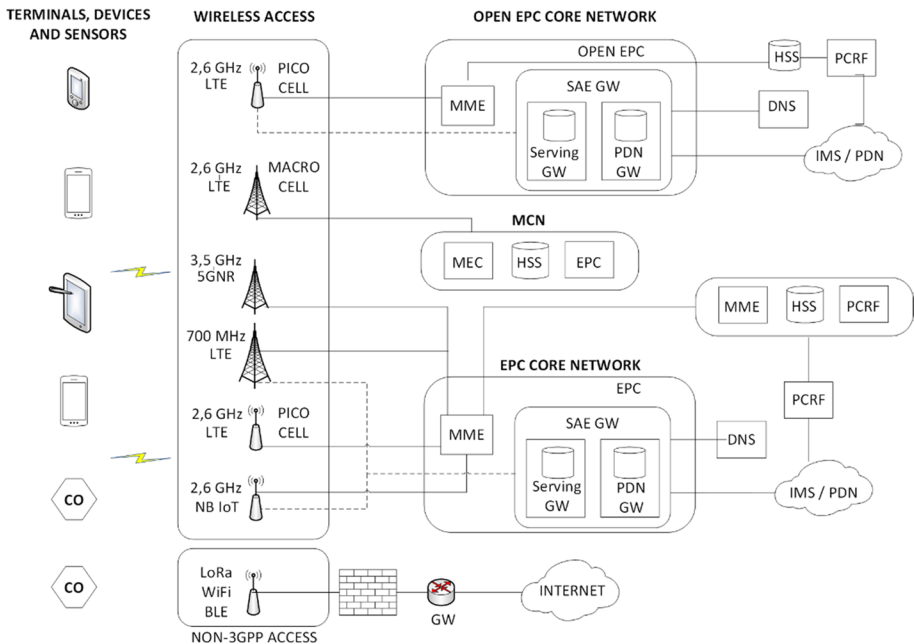 TERMINALS, DEVICES
AND SENSORS
WIRELESS ACCESS
OPEN EPC CORE NETWORK
2,6 GHz
LTE
PICO
CELL
OPEN EPC
MME
SAE GW
Serving
GW
PDN
GW
HSS
PCRF
DNS
IMS / PDN
2,6 GHz
LTE
MACRO
CELL
MCN
MEC
HSS
EPC
3,5 GHz
5GNR
MME
HSS
PCRF
700 MHz
LTE
EPC CORE NETWORK
EPC
PCRF
2,6 GHz
LTE
PICO
CELL
MME
SAE GW
Serving
GW
PDN
GW
DNS
IMS / PDN
CO
2,6 GHz
NB IoT
CO
LoRa
WiFi
BLE
GW
INTERNET
NON-3GPP ACCESS